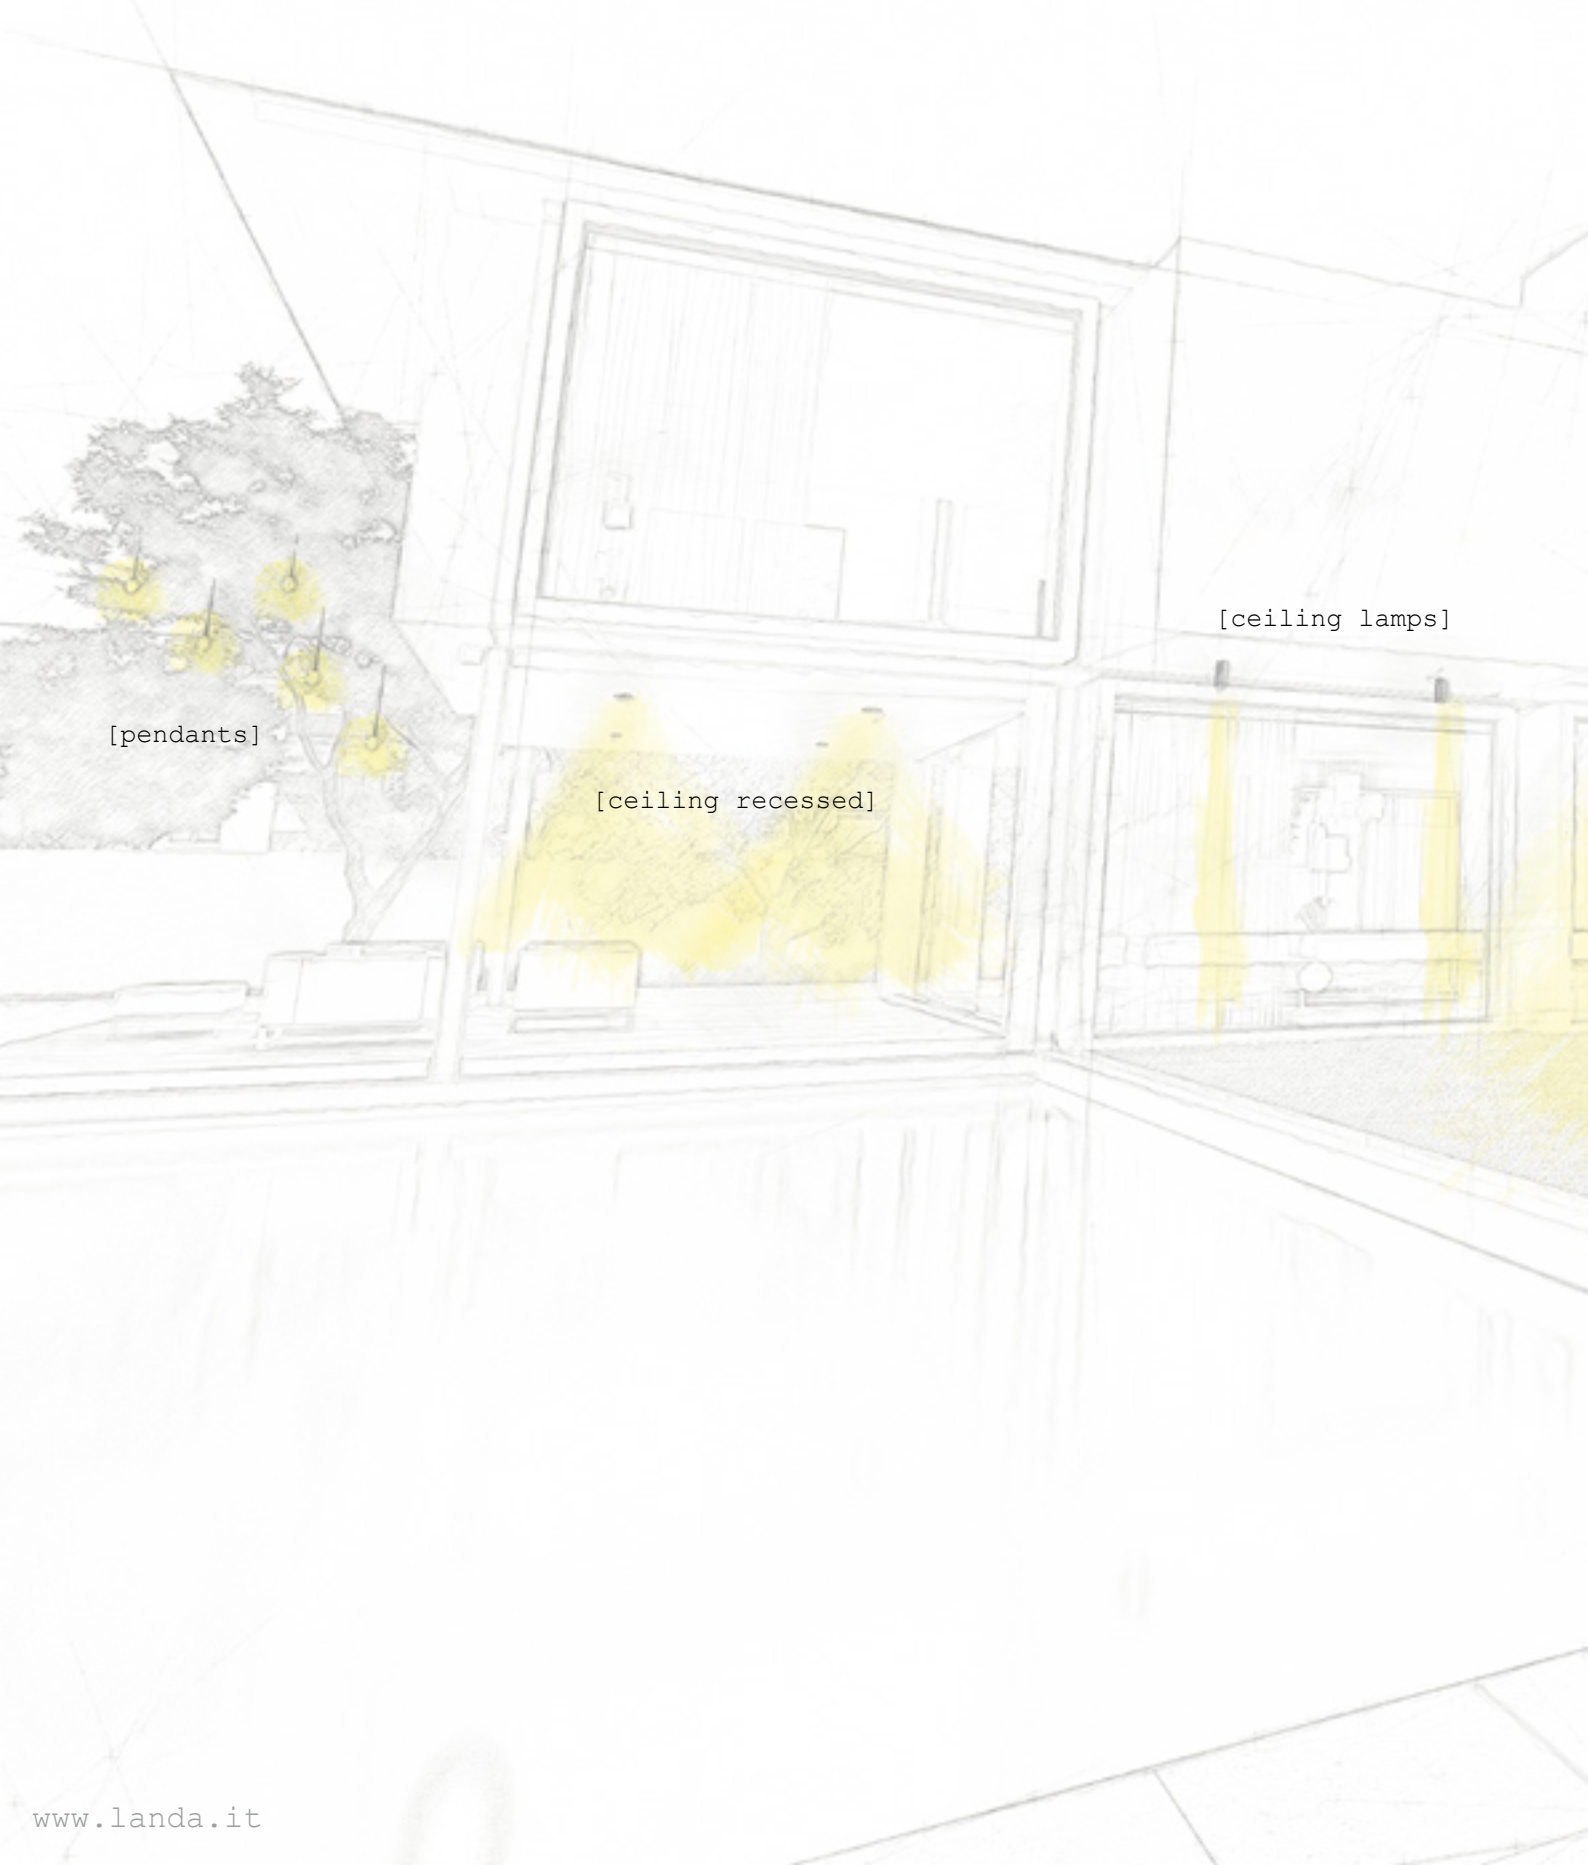 [ceiling lamps]
[pendants]
[ceiling recessed]
www.landa.it